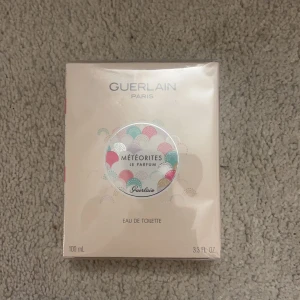 GUERLAIN
PARIS
MÉTÉORITES
LE PARFUM
Guerlain
EAU DE TOILETTE
100 mL 3.3 fl. oz